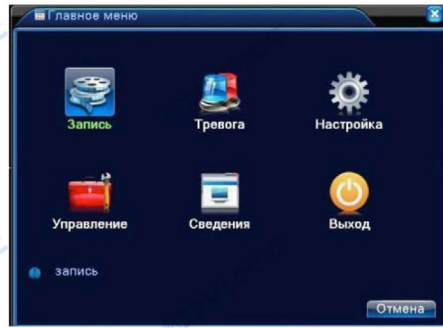 Главное меню
Запись Тревога Настройка
Управление Сведения Выход
запись
Отмена